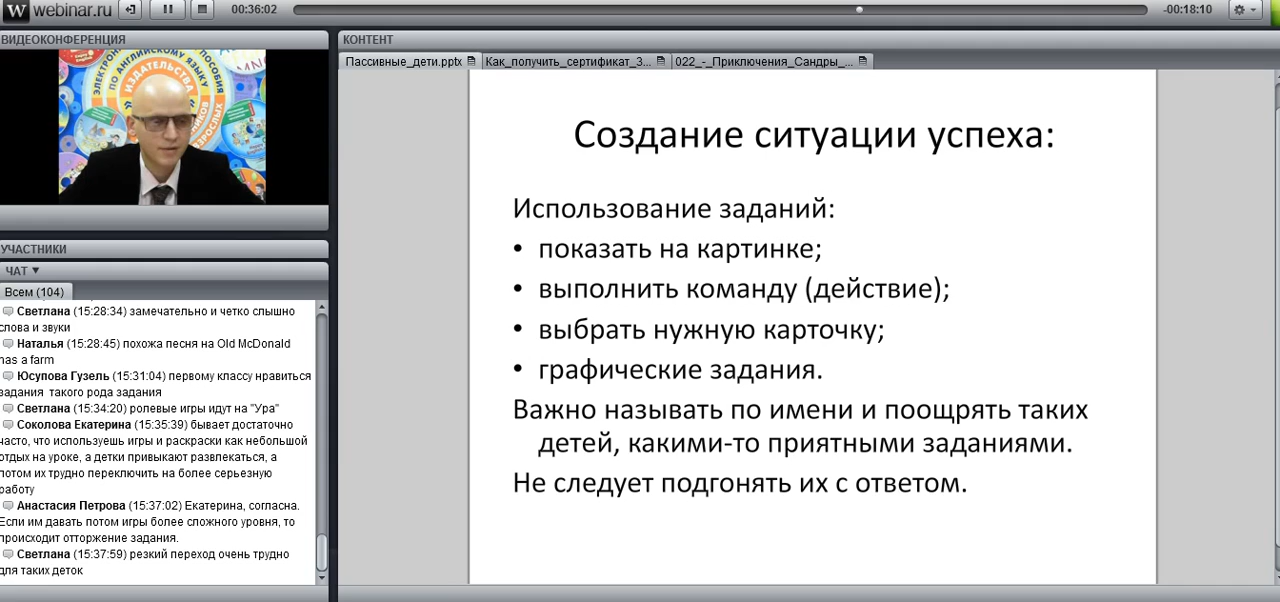 webinar.ru
00:36:02
-00:18:10
ВИДЕОКОНФЕРЕНЦИЯ
ЭЛЕКТРОННЫЕ ПОСОБИЯ
ПО АНГЛИЙСКОМУ ЯЗЫКУ
ИЗДАТЕЛЬСТВА
УЧАСТНИКИ
ЧАТ
Всем (104)
Светлана (15:28:34) замечательно и четко слышно
слова и звуки
Наталья (15:28:45) похожа песня на Old McDonald
has a farm
Юсупова Гузель (15:31:04) первому классу нравиться
задания такого рода задания
Светлана (15:34:20) ролевые игры идут на "Ура"
Соколова Екатерина (15:35:39) бывает достаточно
часто, что используешь игры и раскраски как небольшой
отдых на уроке, а детки привыкают развлекаться, а
потом их трудно переключить на более серьезную
работу
Анастасия Петрова (15:37:02) Екатерина, согласна.
Если им давать потом игры более сложного уровня, то
происходит отторжение задания.
Светлана (15:37:59) резкий переход очень трудно
для таких деток
КОНТЕНТ
Пассивные_дети.pptx
Как_получить_сертификат_3...
022_-_Приключения_Сандры_...
Создание ситуации успеха:
Использование заданий:
• показать на картинке;
• выполнить команду (действие);
• выбрать нужную карточку;
• графические задания.
Важно называть по имени и поощрять таких
детей, какими-то приятными заданиями.
Не следует подгонять их с ответом.